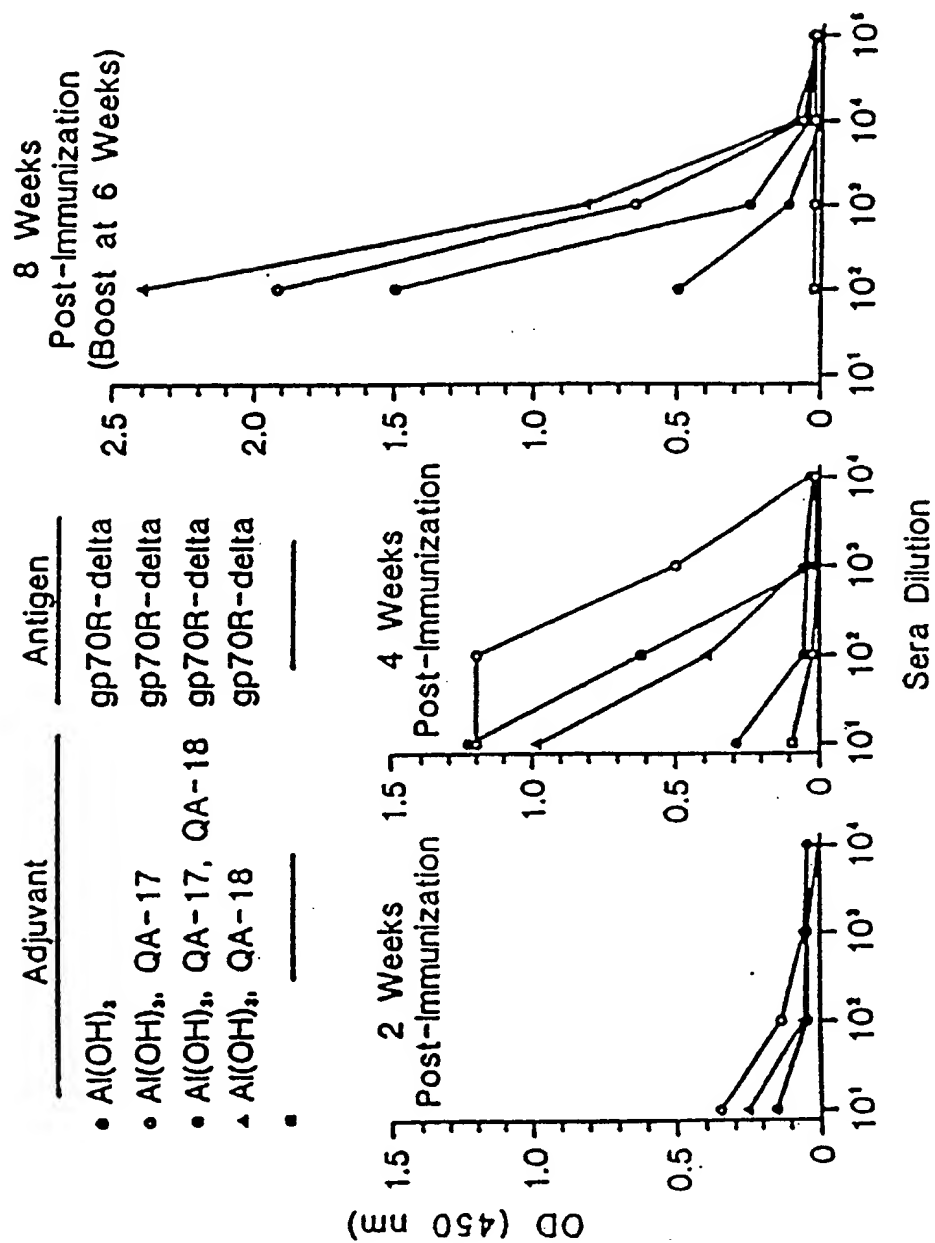 Adjuvant Antigen
• Al(OH)₃ gp70R-delta
o Al(OH)₃, QA-17 gp70R-delta
● Al(OH)₃, QA-17, QA-18 gp70R-delta
▲ Al(OH)₃, QA-18 gp70R-delta
■ — —
2 Weeks
Post-Immunization
OD (450 nm)
1.5
1.0
0.5
0
10¹ 10² 10³ 10⁴
4 Weeks
Post-Immunization
1.5
1.0
0.5
0
10¹ 10² 10³ 10⁴
8 Weeks
Post-Immunization
(Boost at 6 Weeks)
2.5
2.0
1.5
1.0
0.5
0
10¹ 10² 10³ 10⁴ 10⁵
Sera Dilution